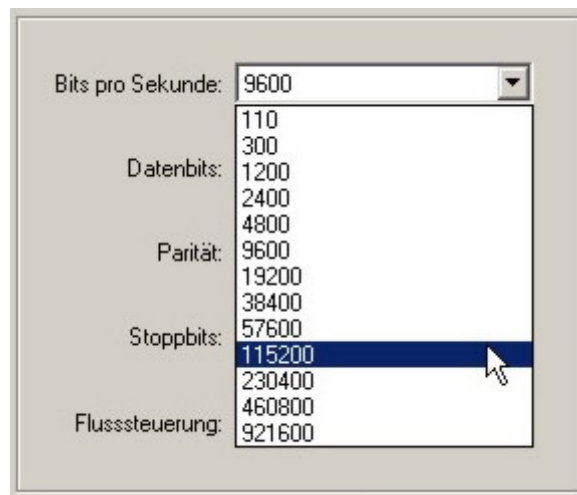 Bits pro Sekunde: 9600
110
300
Datenbits: 1200
2400
4800
Parität: 9600
19200
38400
Stoppbits: 57600
115200
230400
460800
Flusssteuerung: 921600